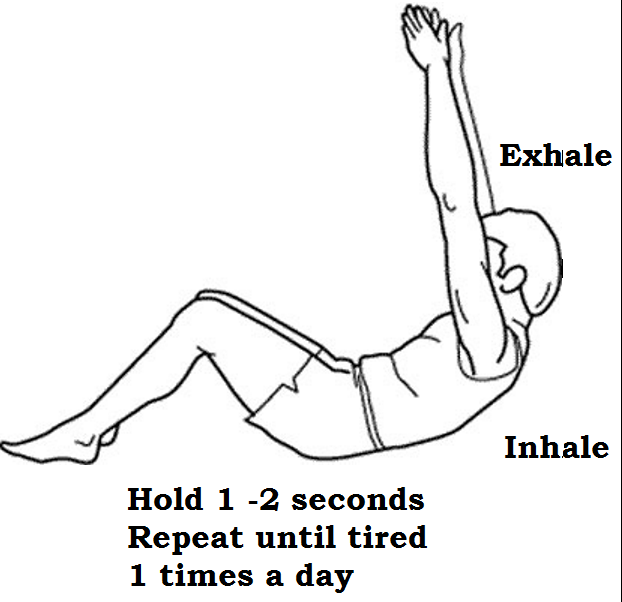 Exhale
Inhale
Hold 1 -2 seconds
Repeat until tired
1 times a day